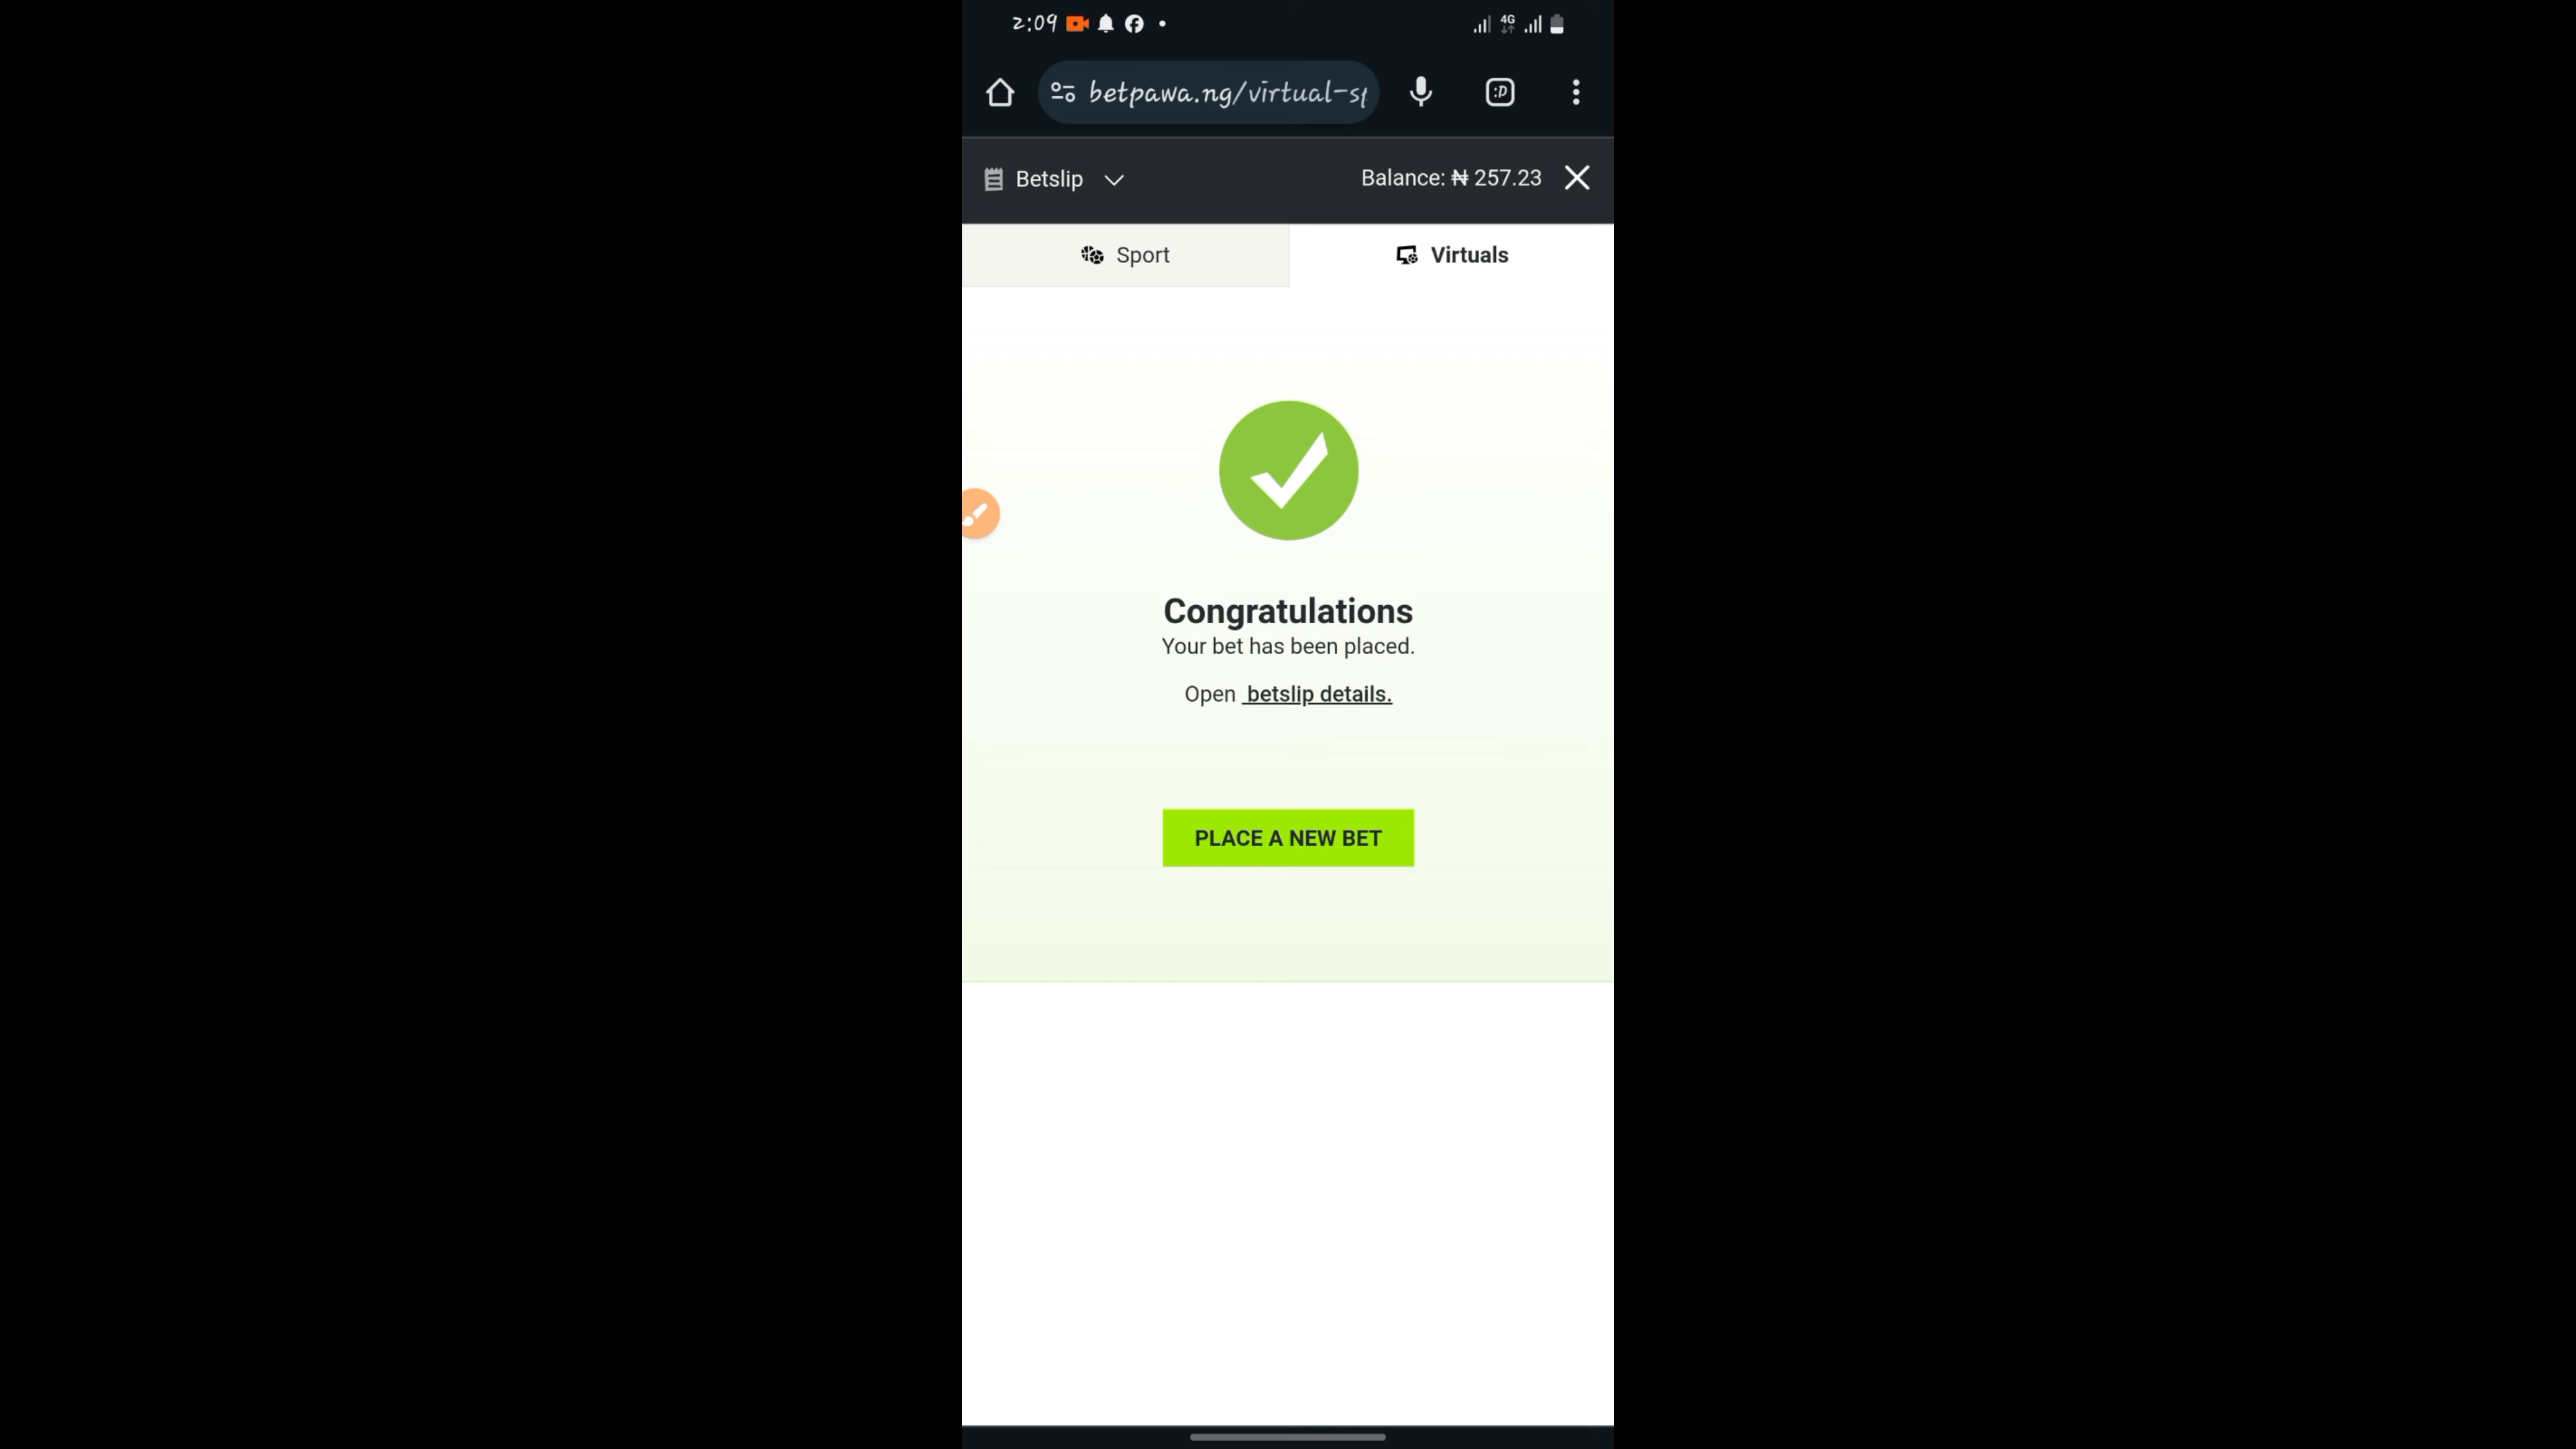 2:09
4G
betpawa.ng/virtual-sp
:D
Betslip
Balance: ₦ 257.23
Sport
Virtuals
Congratulations
Your bet has been placed.
Open betslip details.
PLACE A NEW BET